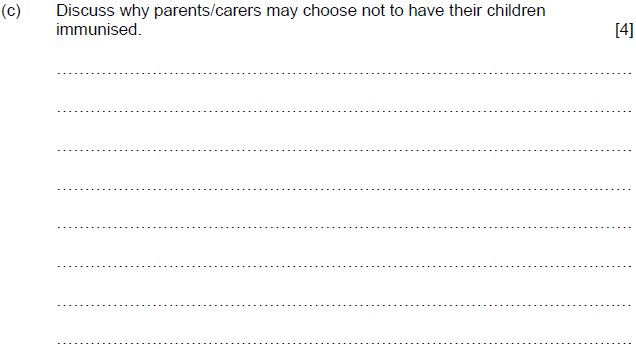 (c) Discuss why parents/carers may choose not to have their children
immunised. [4]